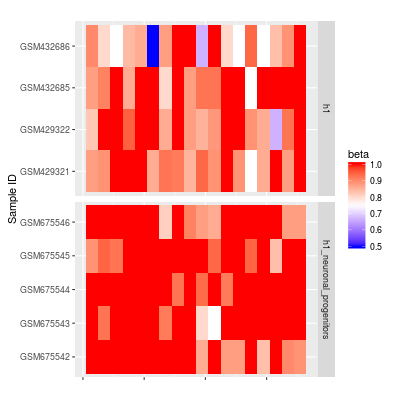 Sample ID
GSM432686
GSM432685
GSM429322
GSM429321
h1
GSM675546
GSM675545
GSM675544
GSM675543
GSM675542
h1_neuronal_progenitors
beta
1.0
0.9
0.8
0.7
0.6
0.5